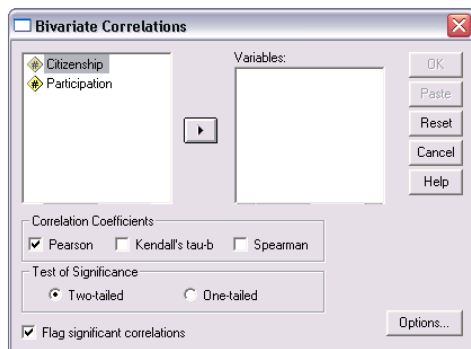 Bivariate Correlations
Citizenship
Participation
Variables:
OK
Paste
Reset
Cancel
Help
Correlation Coefficients
Pearson Kendall's tau-b Spearman
Test of Significance
Two-tailed One-tailed
Flag significant correlations
Options...